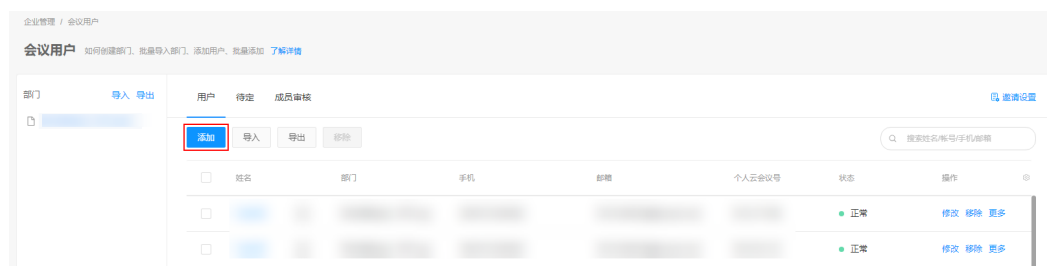 企业管理 / 会议用户
会议用户 如何创建部门、批量导入部门、添加用户、批量添加 了解详情
部门 导入 导出
用户 待定 成员审核 邀请设置
添加 导入 导出 移除 搜索姓名/帐号/手机/邮箱
姓名 部门 手机 邮箱 个人云会议号 状态 操作
正常 修改 移除 更多
正常 修改 移除 更多